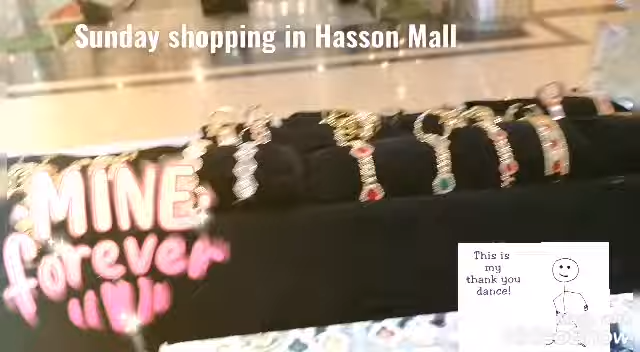 Sunday shopping in Hasson Mall
MINE
forever
This is
my
thank you
dance!